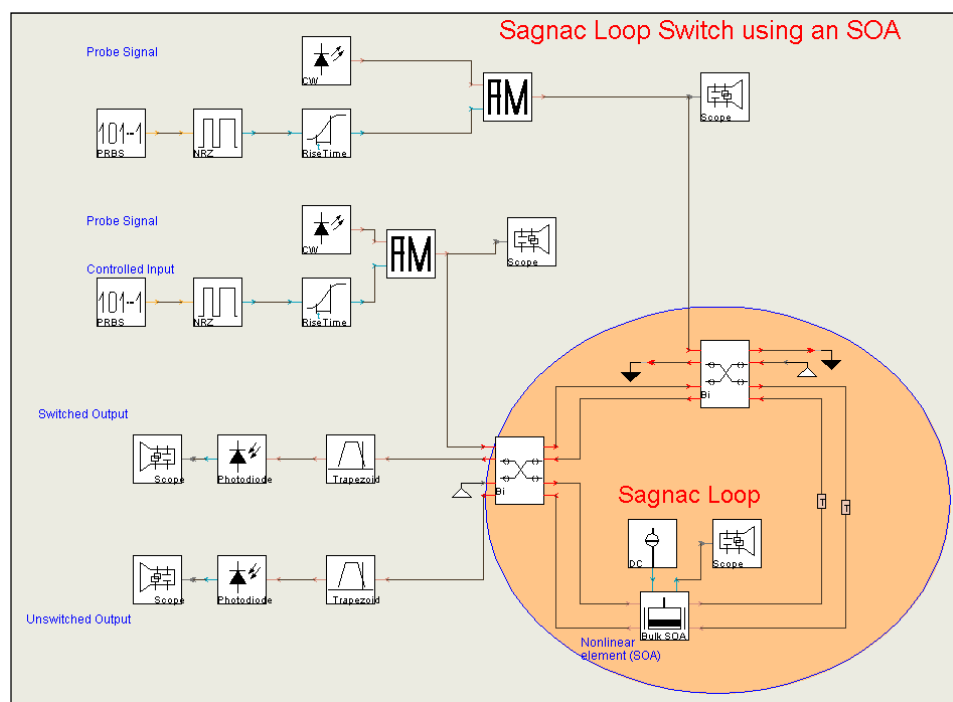 Sagnac Loop Switch using an SOA
Probe Signal
CW
AM
Scope
101--1
PRBS
NRZ
RiseTime
Probe Signal
CW
AM
Scope
Controlled Input
101--1
PRBS
NRZ
RiseTime
Bi
Switched Output
Scope
Photodiode
Trapezoid
Bi
Sagnac Loop
T
T
DC
Scope
Scope
Photodiode
Trapezoid
Bulk SOA
Unswitched Output
Nonlinear
element (SOA)